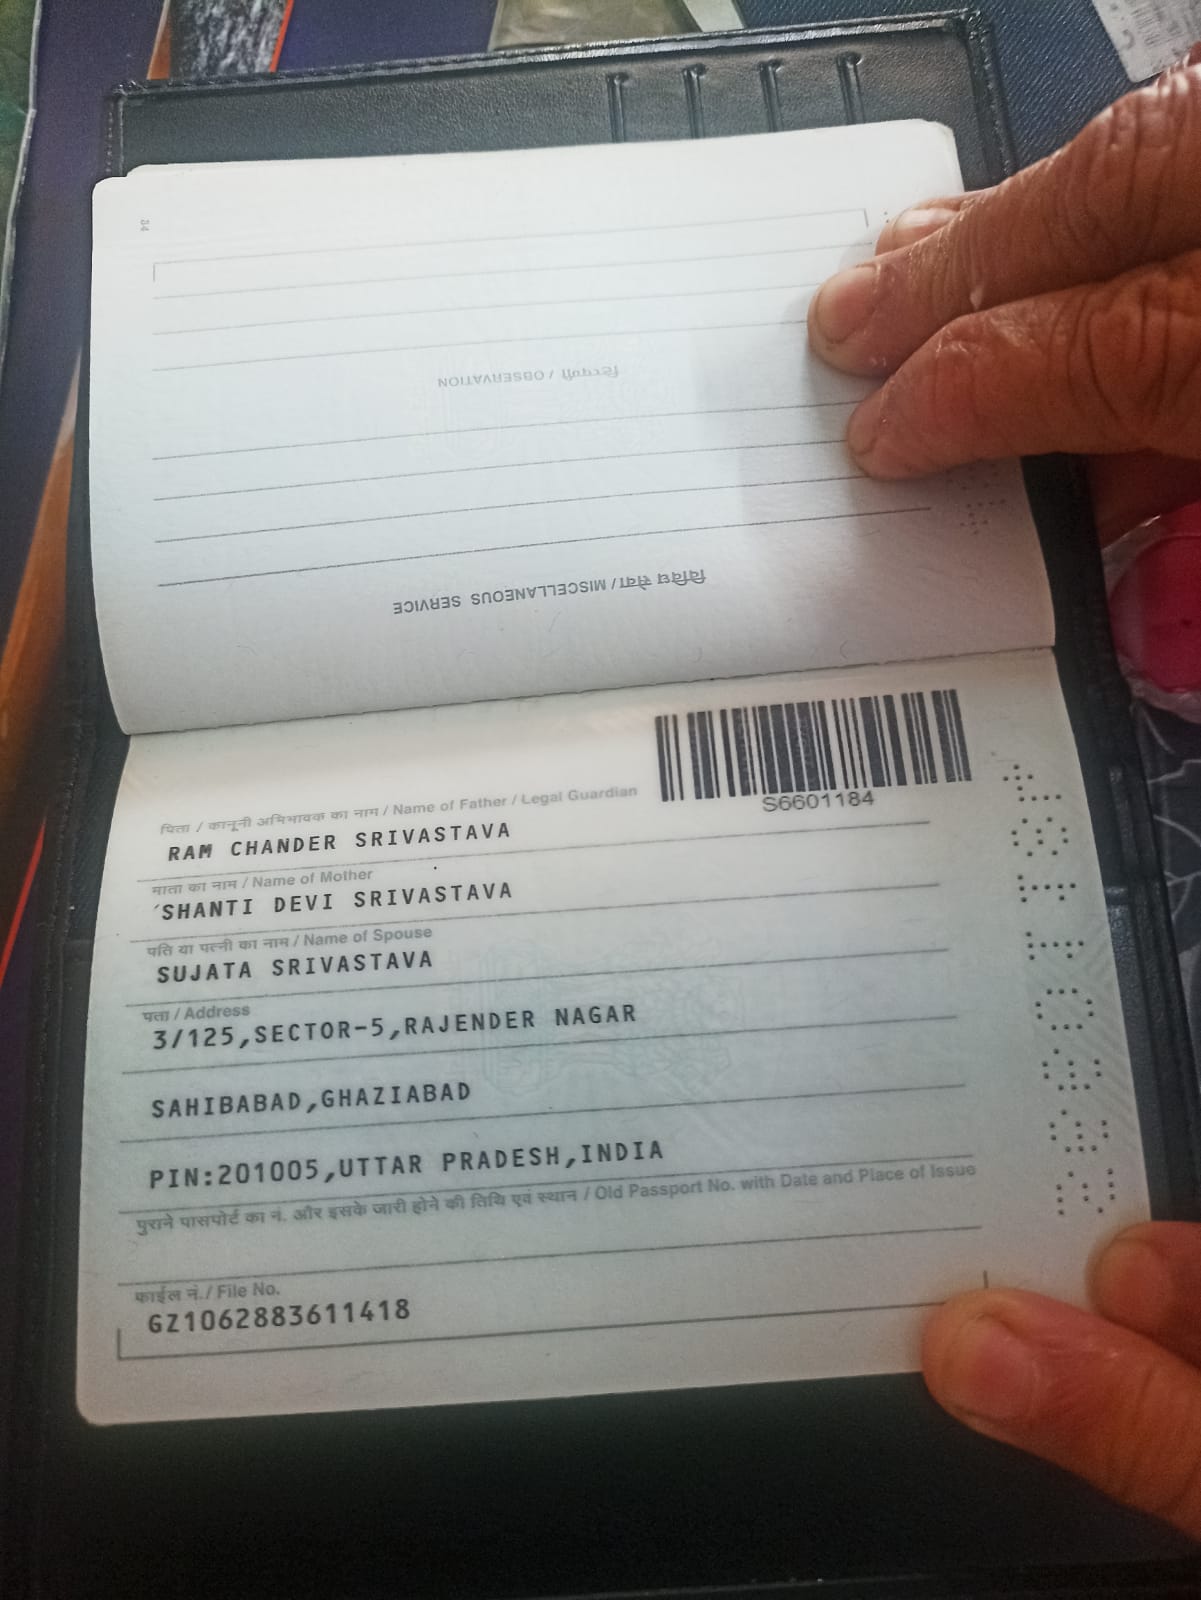 34
टिप्पणी / OBSERVATION
विविध सेवा / MISCELLANEOUS SERVICE
S6601184
पिता / कानूनी अभिभावक का नाम / Name of Father / Legal Guardian
RAM CHANDER SRIVASTAVA
माता का नाम / Name of Mother
SHANTI DEVI SRIVASTAVA
पति या पत्नी का नाम / Name of Spouse
SUJATA SRIVASTAVA
पता / Address
3/125,SECTOR-5,RAJENDER NAGAR
SAHIBABAD,GHAZIABAD
PIN:201005,UTTAR PRADESH,INDIA
पुराने पासपोर्ट का नं. और इसके जारी होने की तिथि एवं स्थान / Old Passport No. with Date and Place of Issue
फाईल नं./ File No.
GZ1062883611418